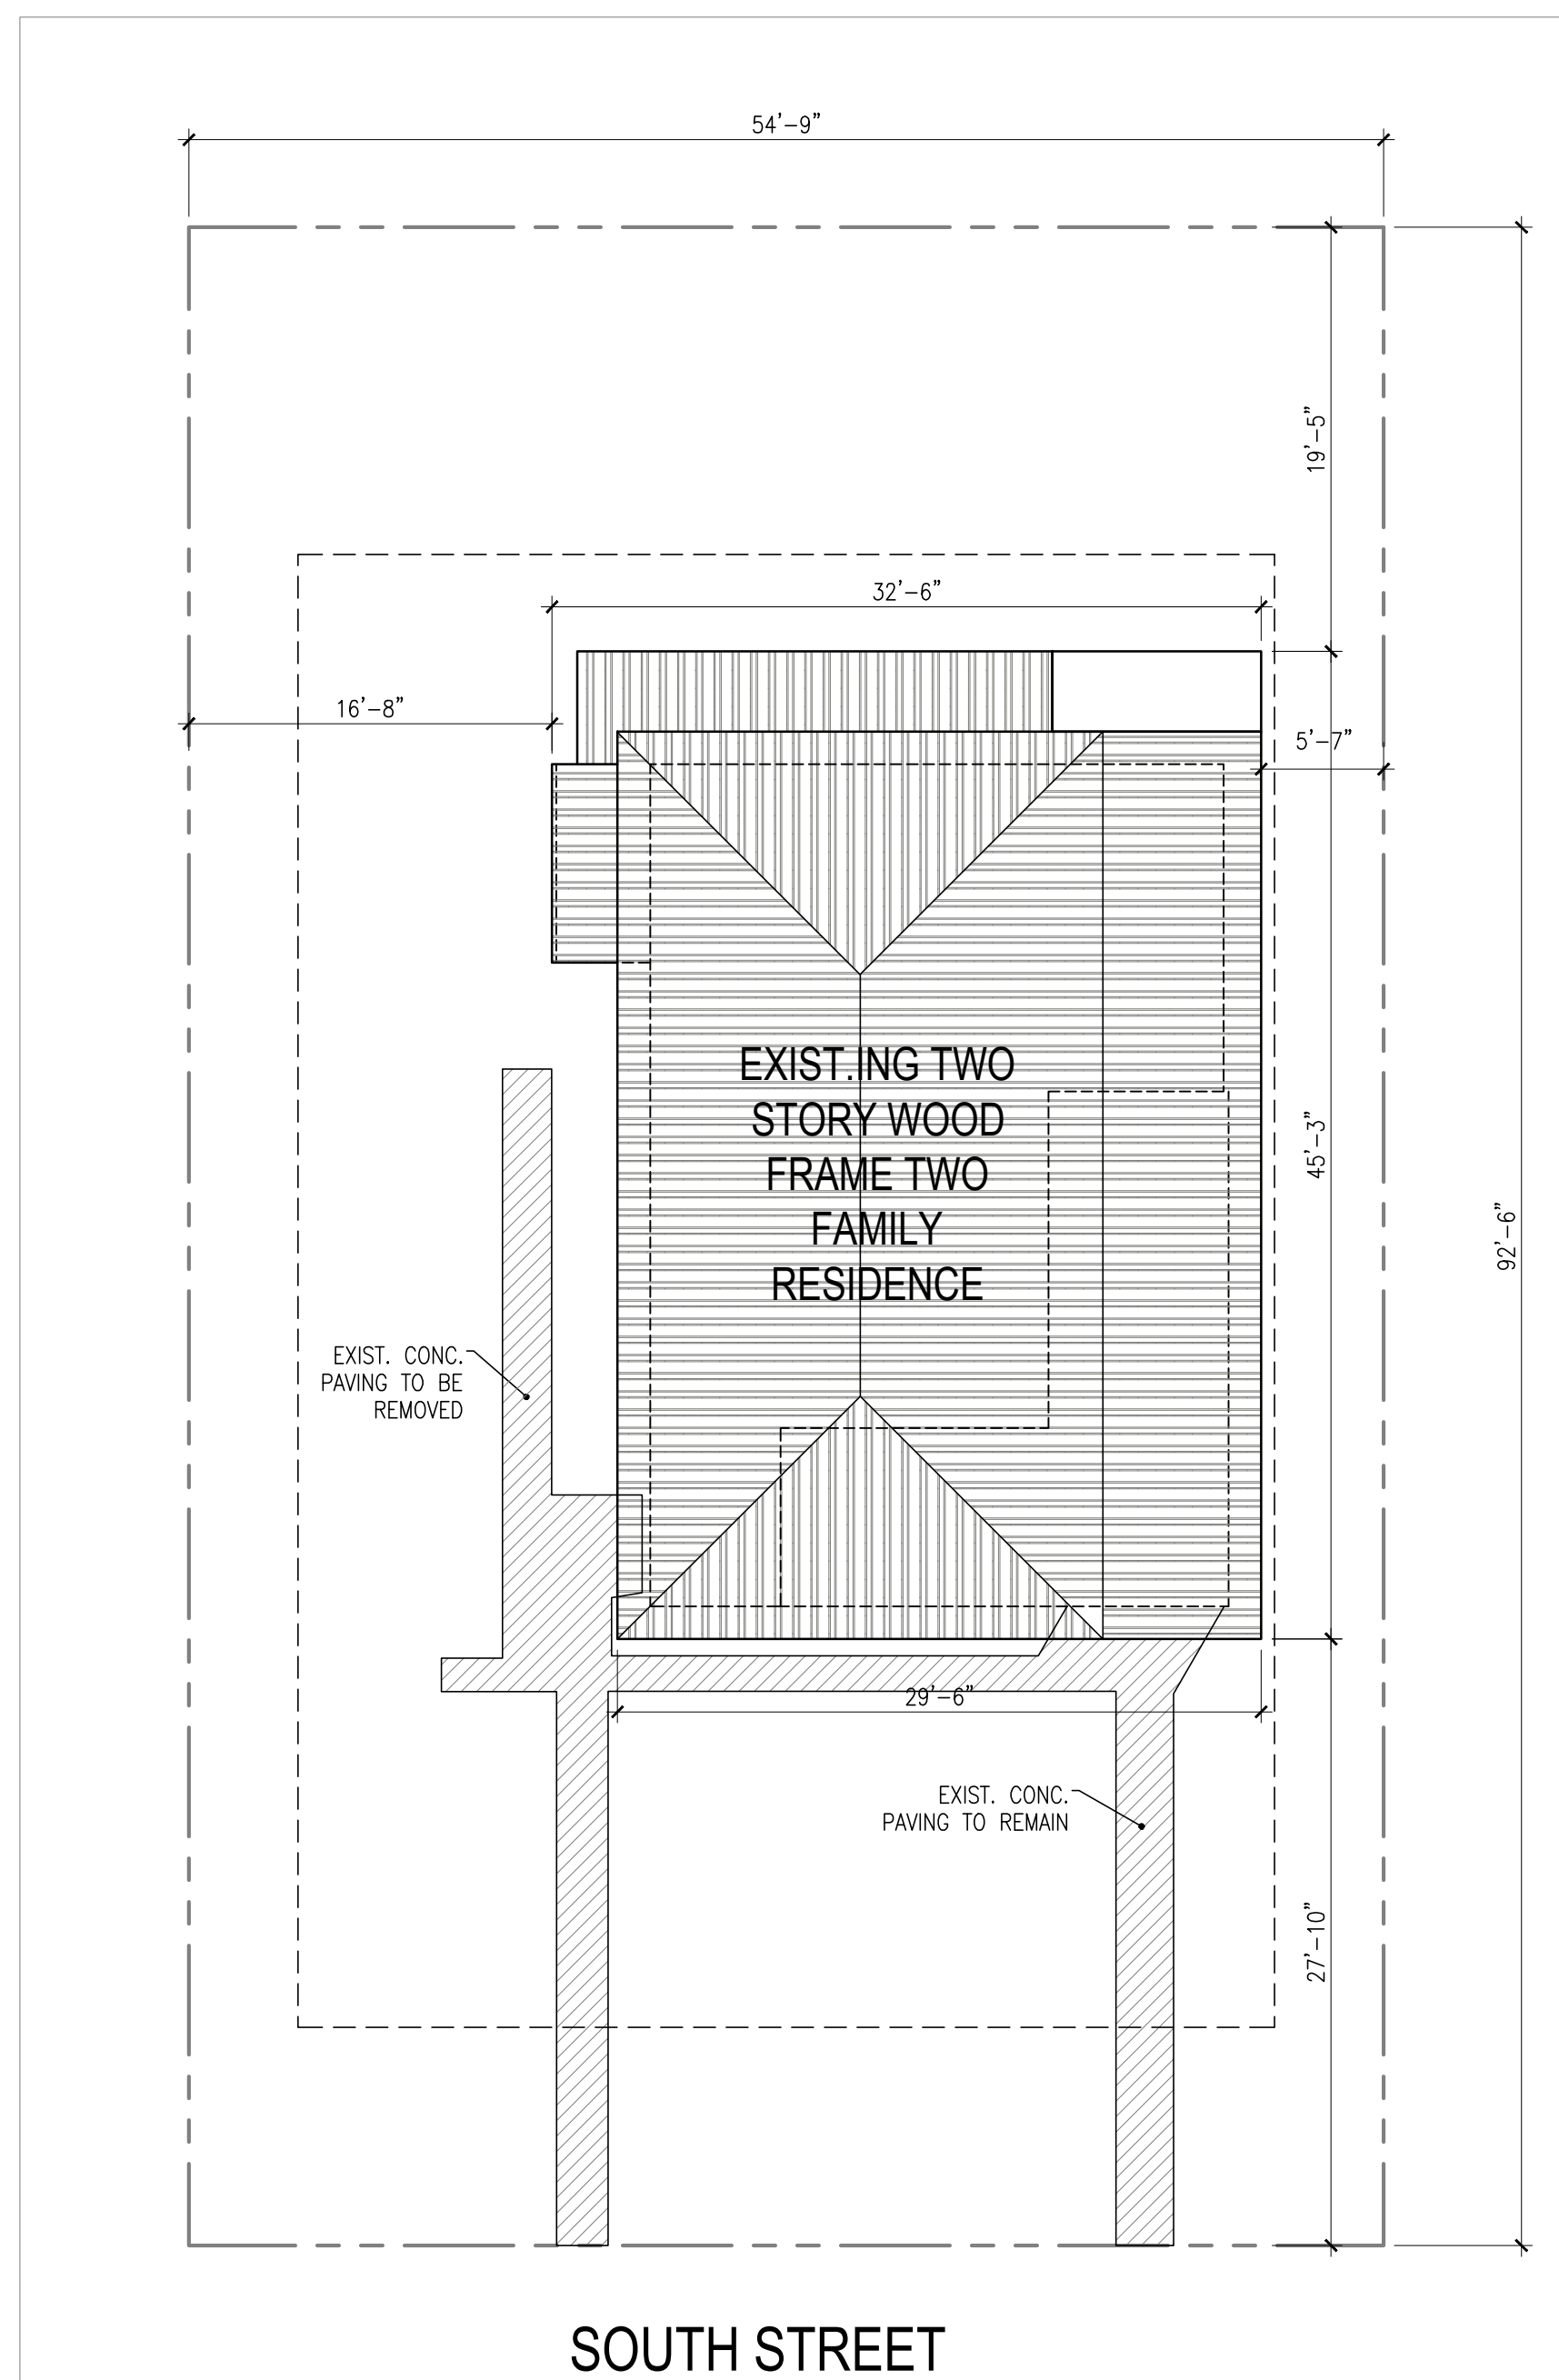 54'-9"
19'-5"
32'-6"
16'-8"
5'-7"
EXIST.ING TWO
STORY WOOD
FRAME TWO
FAMILY
RESIDENCE
45'-3"
92'-6"
EXIST. CONC.
PAVING TO BE
REMOVED
29'-6"
EXIST. CONC.
PAVING TO REMAIN
27'-10"
SOUTH STREET